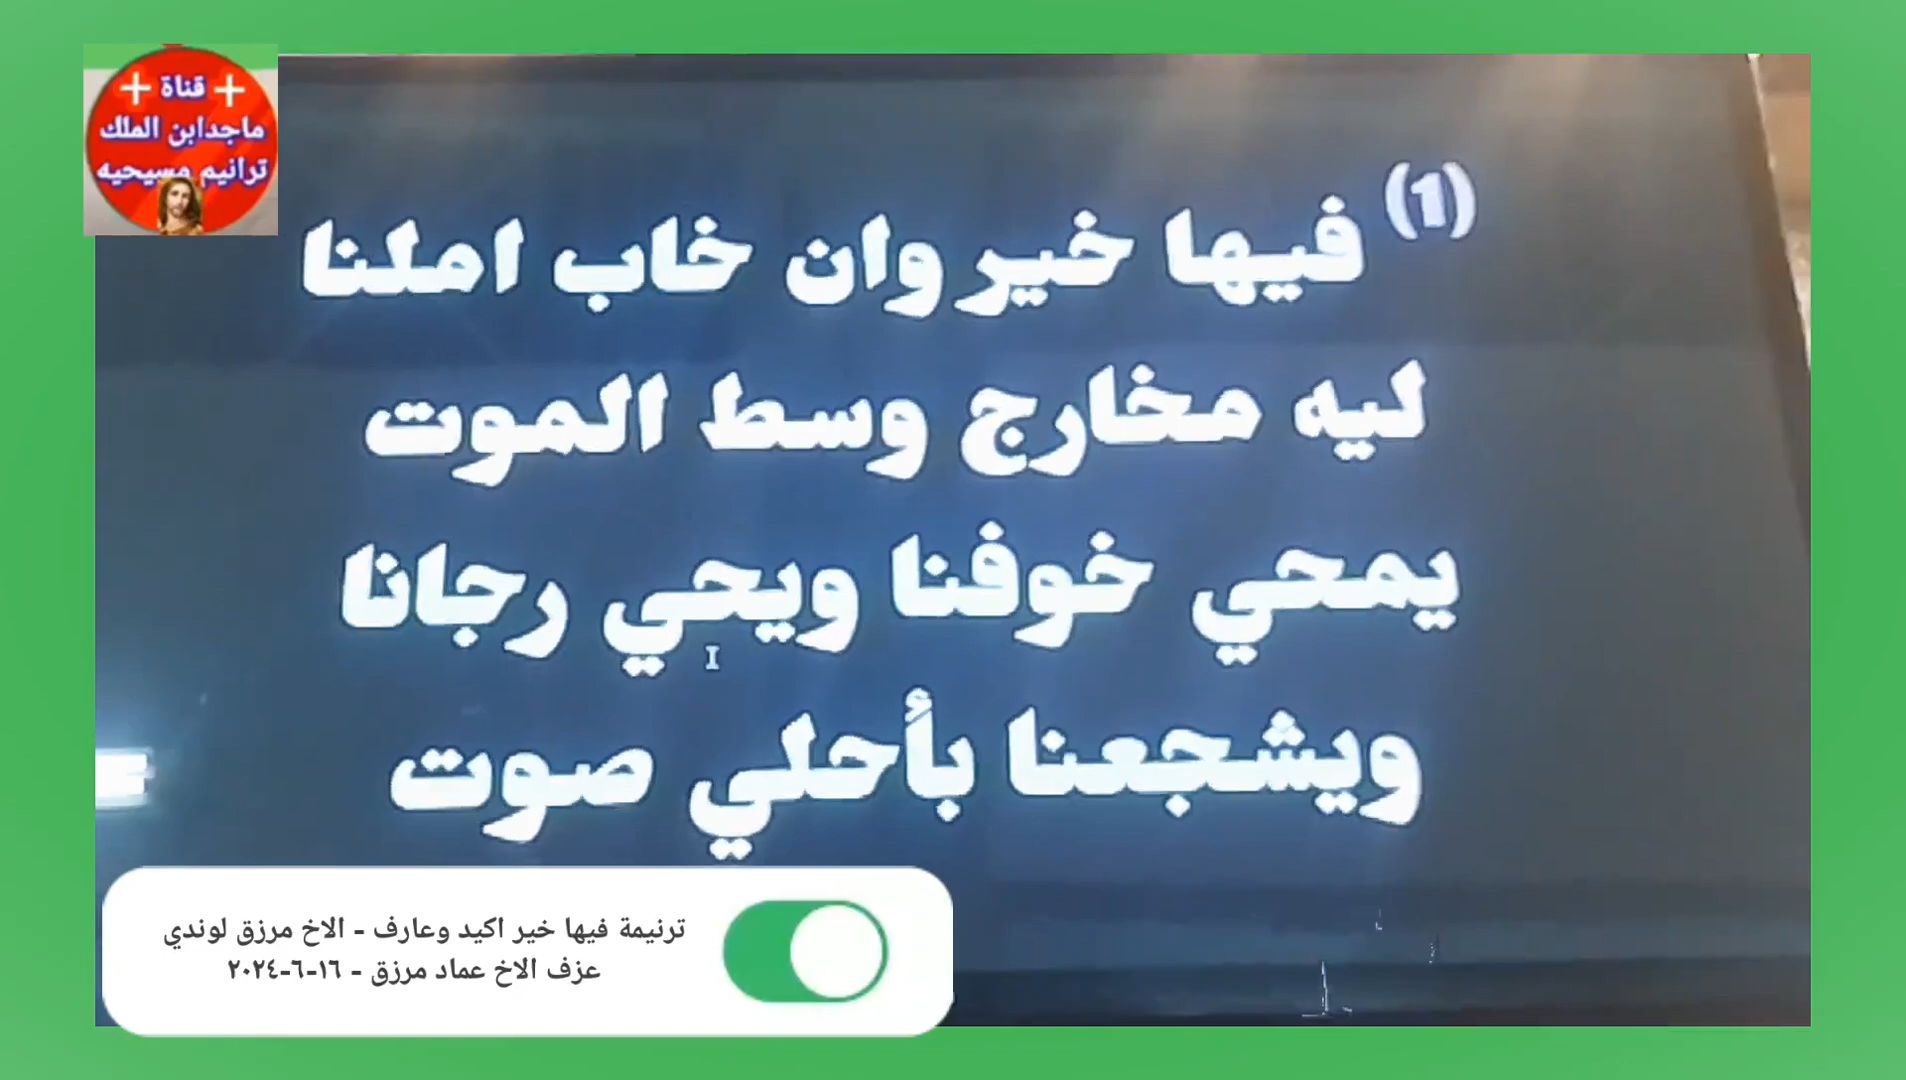 + قناة +
ماجدابن الملك
ترانيم مسيحيه
(1) فيها خير وان خاب املنا
ليه مخارج وسط الموت
يمحي خوفنا ويحي رجانا
ويشجعنا بأحلي صوت
ترنيمة فيها خير اكيد وعارف - الاخ مرزق لوندي
عزف الاخ عماد مرزق - ١٦-٦-٢٠٢٤